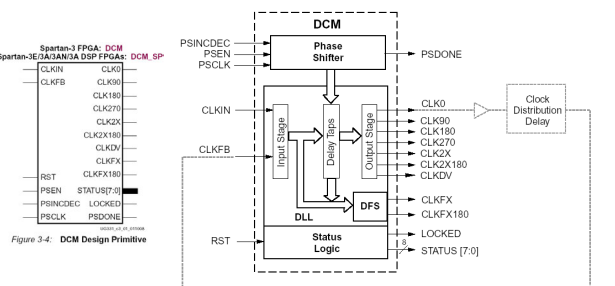 Spartan-3 FPGA: DCM
Spartan-3E/3A/3AN/3A DSP FPGAs: DCM_SP
CLKIN CLK0
CLKFB CLK90
CLK180
CLK270
CLK2X
CLK2X180
CLKDV
CLKFX
CLKFX180
RST
PSEN STATUS[7:0]
PSINCDEC LOCKED
PSCLK PSDONE
Figure 3-4: DCM Design Primitive
DCM
PSINCDEC
PSEN
PSCLK
Phase
Shifter
PSDONE
CLKIN
CLKFB
Input Stage
Delay Taps
Output Stage
CLK0
CLK90
CLK180
CLK270
CLK2X
CLK2X180
CLKDV
Clock
Distribution
Delay
DFS
CLKFX
CLKFX180
DLL
RST
Status
Logic
LOCKED
8
STATUS [7:0]